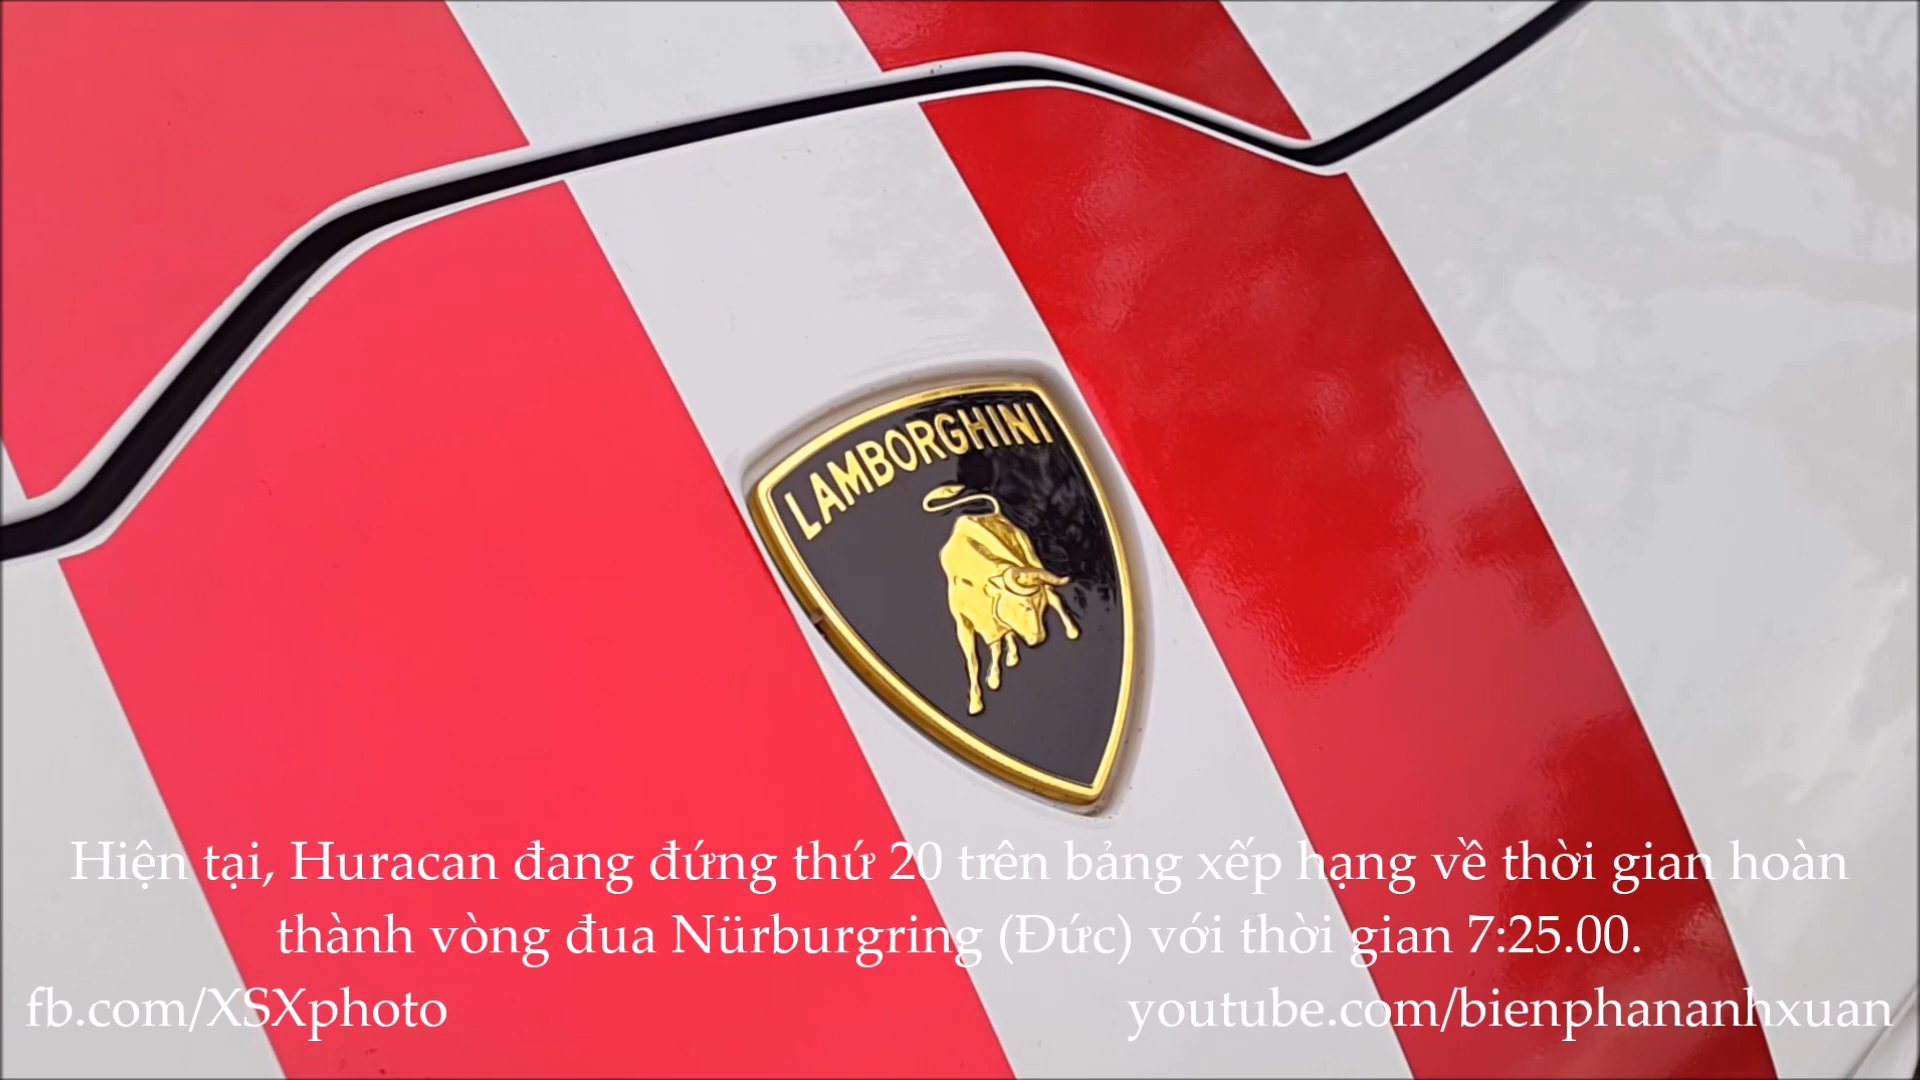 LAMBORGHINI
Hiện tại, Huracan đang đứng thứ 20 trên bảng xếp hạng về thời gian hoàn
thành vòng đua Nürburgring (Đức) với thời gian 7:25.00.
fb.com/XSXphoto
youtube.com/bienphananhxuan